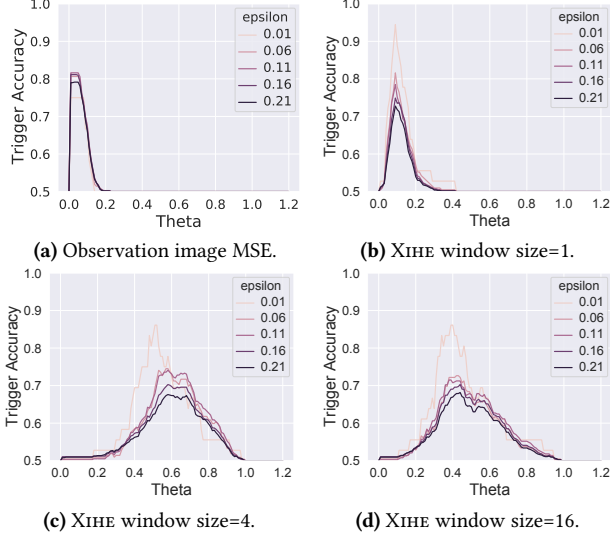 1.0
0.9
0.8
0.7
0.6
0.5
Trigger Accuracy
0.0 0.2 0.4 0.6 0.8 1.0 1.2
Theta
epsilon
0.01
0.06
0.11
0.16
0.21
(a) Observation image MSE.
1.0
0.9
0.8
0.7
0.6
0.5
Trigger Accuracy
0.0 0.2 0.4 0.6 0.8 1.0 1.2
Theta
epsilon
0.01
0.06
0.11
0.16
0.21
(b) XIHE window size=1.
1.0
0.9
0.8
0.7
0.6
0.5
Trigger Accuracy
0.0 0.2 0.4 0.6 0.8 1.0 1.2
Theta
epsilon
0.01
0.06
0.11
0.16
0.21
(c) XIHE window size=4.
1.0
0.9
0.8
0.7
0.6
0.5
Trigger Accuracy
0.0 0.2 0.4 0.6 0.8 1.0 1.2
Theta
epsilon
0.01
0.06
0.11
0.16
0.21
(d) XIHE window size=16.